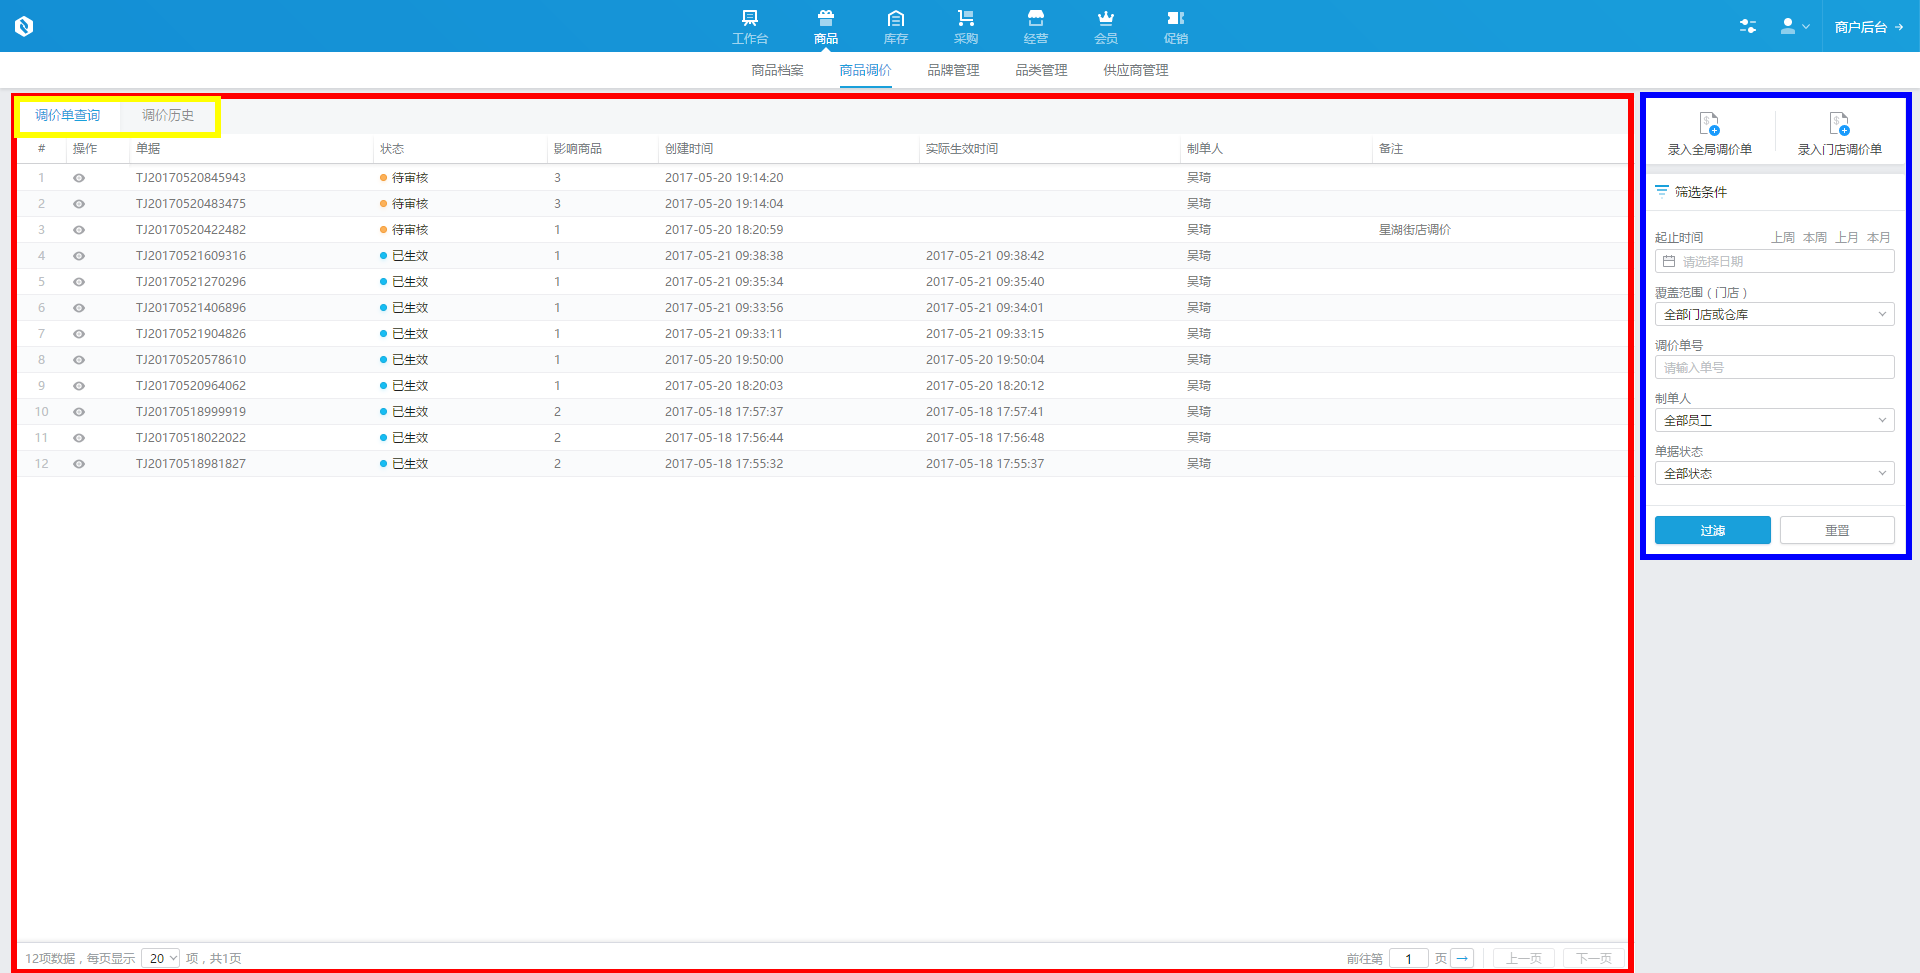 工作台 商品 库存 采购 经营 会员 促销 商户后台
商品档案 商品调价 品牌管理 品类管理 供应商管理
调价单查询 调价历史
# 操作 单据 状态 影响商品 创建时间 实际生效时间 制单人 备注
1 TJ20170520845943 待审核 3 2017-05-20 19:14:20 吴琦
2 TJ20170520483475 待审核 3 2017-05-20 19:14:04 吴琦
3 TJ20170520422482 待审核 1 2017-05-20 18:20:59 吴琦 星湖街店调价
4 TJ20170521609316 已生效 1 2017-05-21 09:38:38 2017-05-21 09:38:42 吴琦
5 TJ20170521270296 已生效 1 2017-05-21 09:35:34 2017-05-21 09:35:40 吴琦
6 TJ20170521406896 已生效 1 2017-05-21 09:33:56 2017-05-21 09:34:01 吴琦
7 TJ20170521904826 已生效 1 2017-05-21 09:33:11 2017-05-21 09:33:15 吴琦
8 TJ20170520578610 已生效 1 2017-05-20 19:50:00 2017-05-20 19:50:04 吴琦
9 TJ20170520964062 已生效 1 2017-05-20 18:20:03 2017-05-20 18:20:12 吴琦
10 TJ20170518999919 已生效 2 2017-05-18 17:57:37 2017-05-18 17:57:41 吴琦
11 TJ20170518022022 已生效 2 2017-05-18 17:56:44 2017-05-18 17:56:48 吴琦
12 TJ20170518981827 已生效 2 2017-05-18 17:55:32 2017-05-18 17:55:37 吴琦
12项数据，每页显示 20 项，共1页 前往第 1 页 → 上一页 下一页
录入全局调价单 录入门店调价单
筛选条件
起止时间 上周 本周 上月 本月
请选择日期
覆盖范围（门店）
全部门店或仓库
调价单号
请输入单号
制单人
全部员工
单据状态
全部状态
过滤 重置